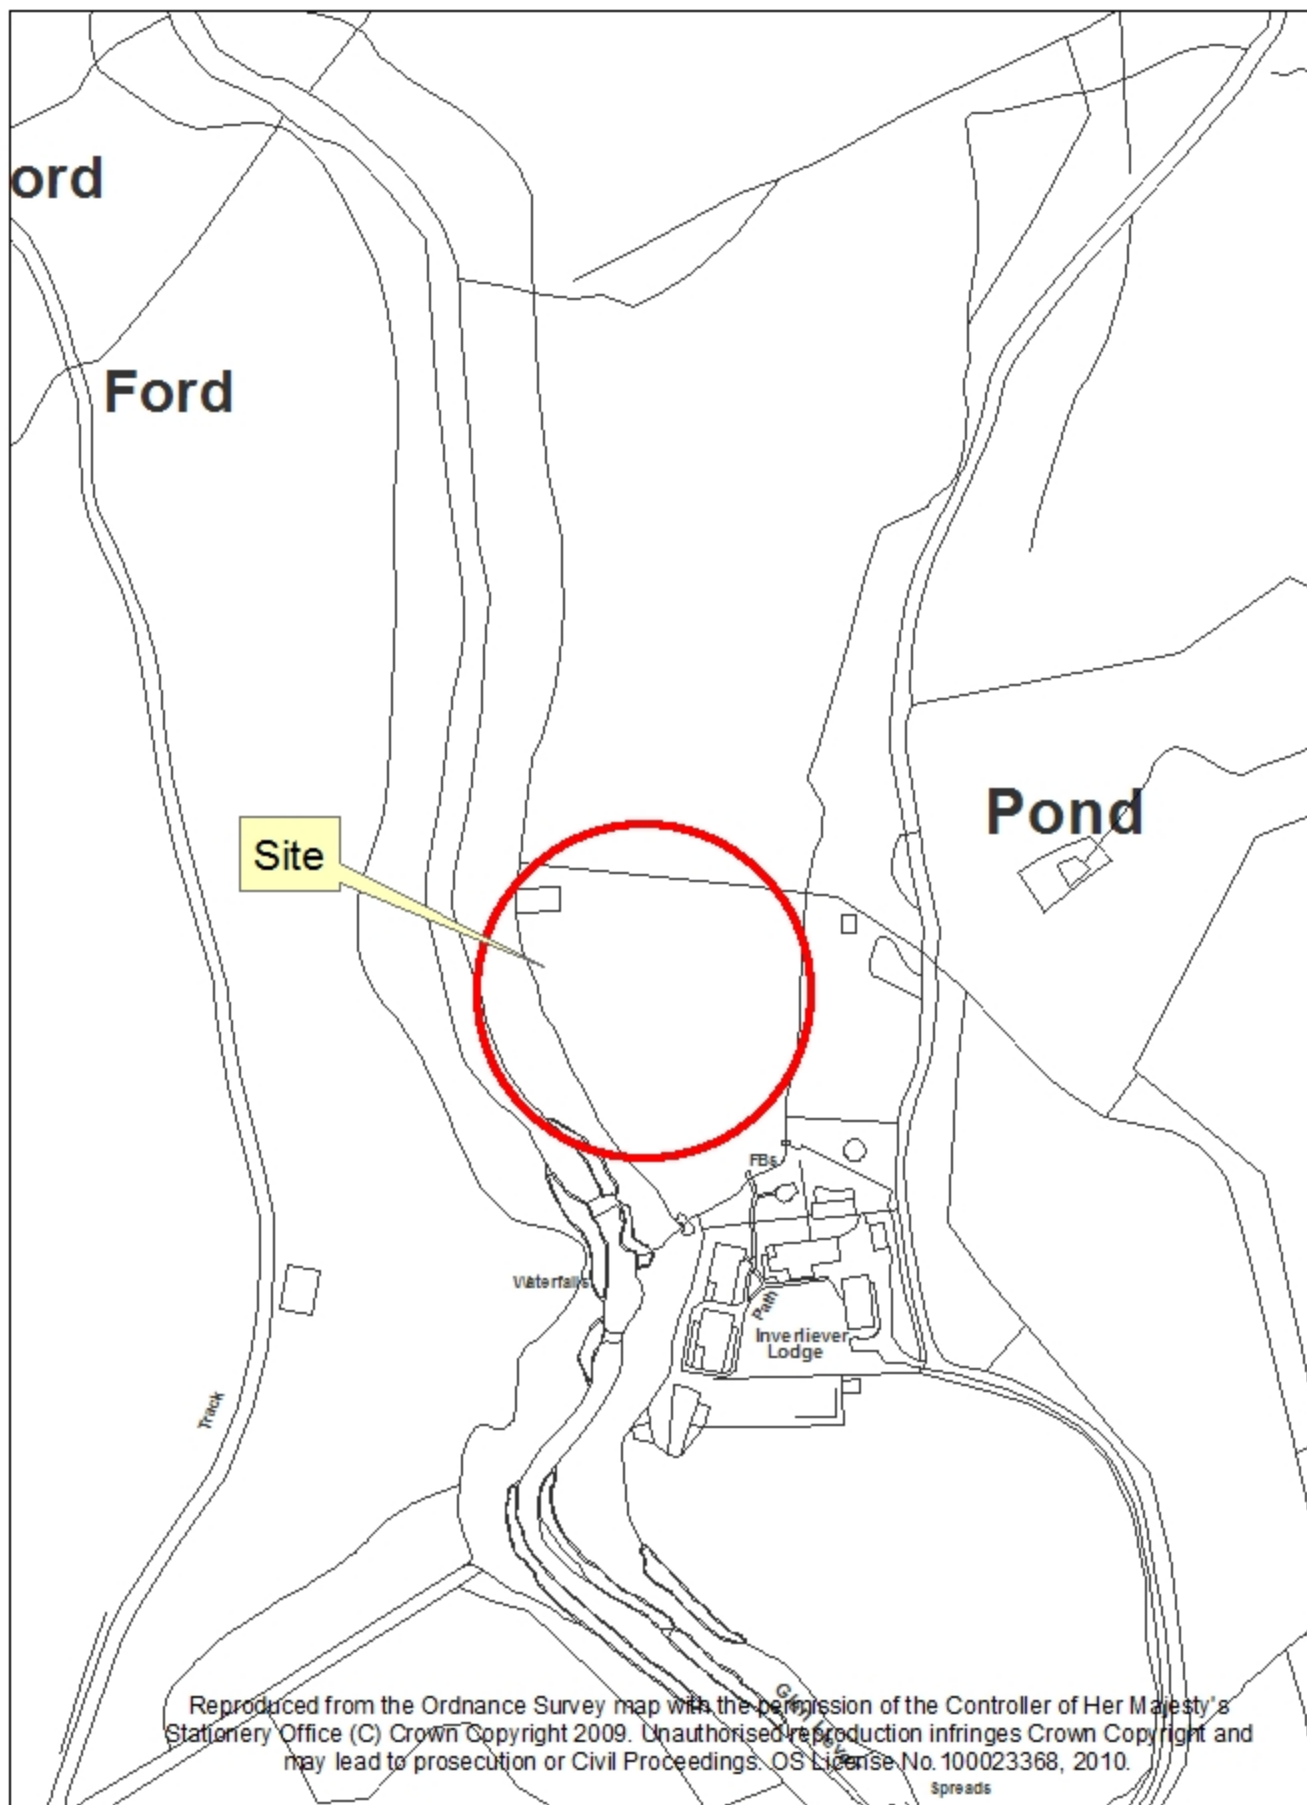 ord
Ford
Pond
Site
FBs
Waterfalls
Path
Inverliever
Lodge
Track
Reproduced from the Ordnance Survey map with the permission of the Controller of Her Majesty's
Stationery Office (C) Crown Copyright 2009. Unauthorised reproduction infringes Crown Copyright and
may lead to prosecution or Civil Proceedings. OS License No. 100023368, 2010.
Spreads